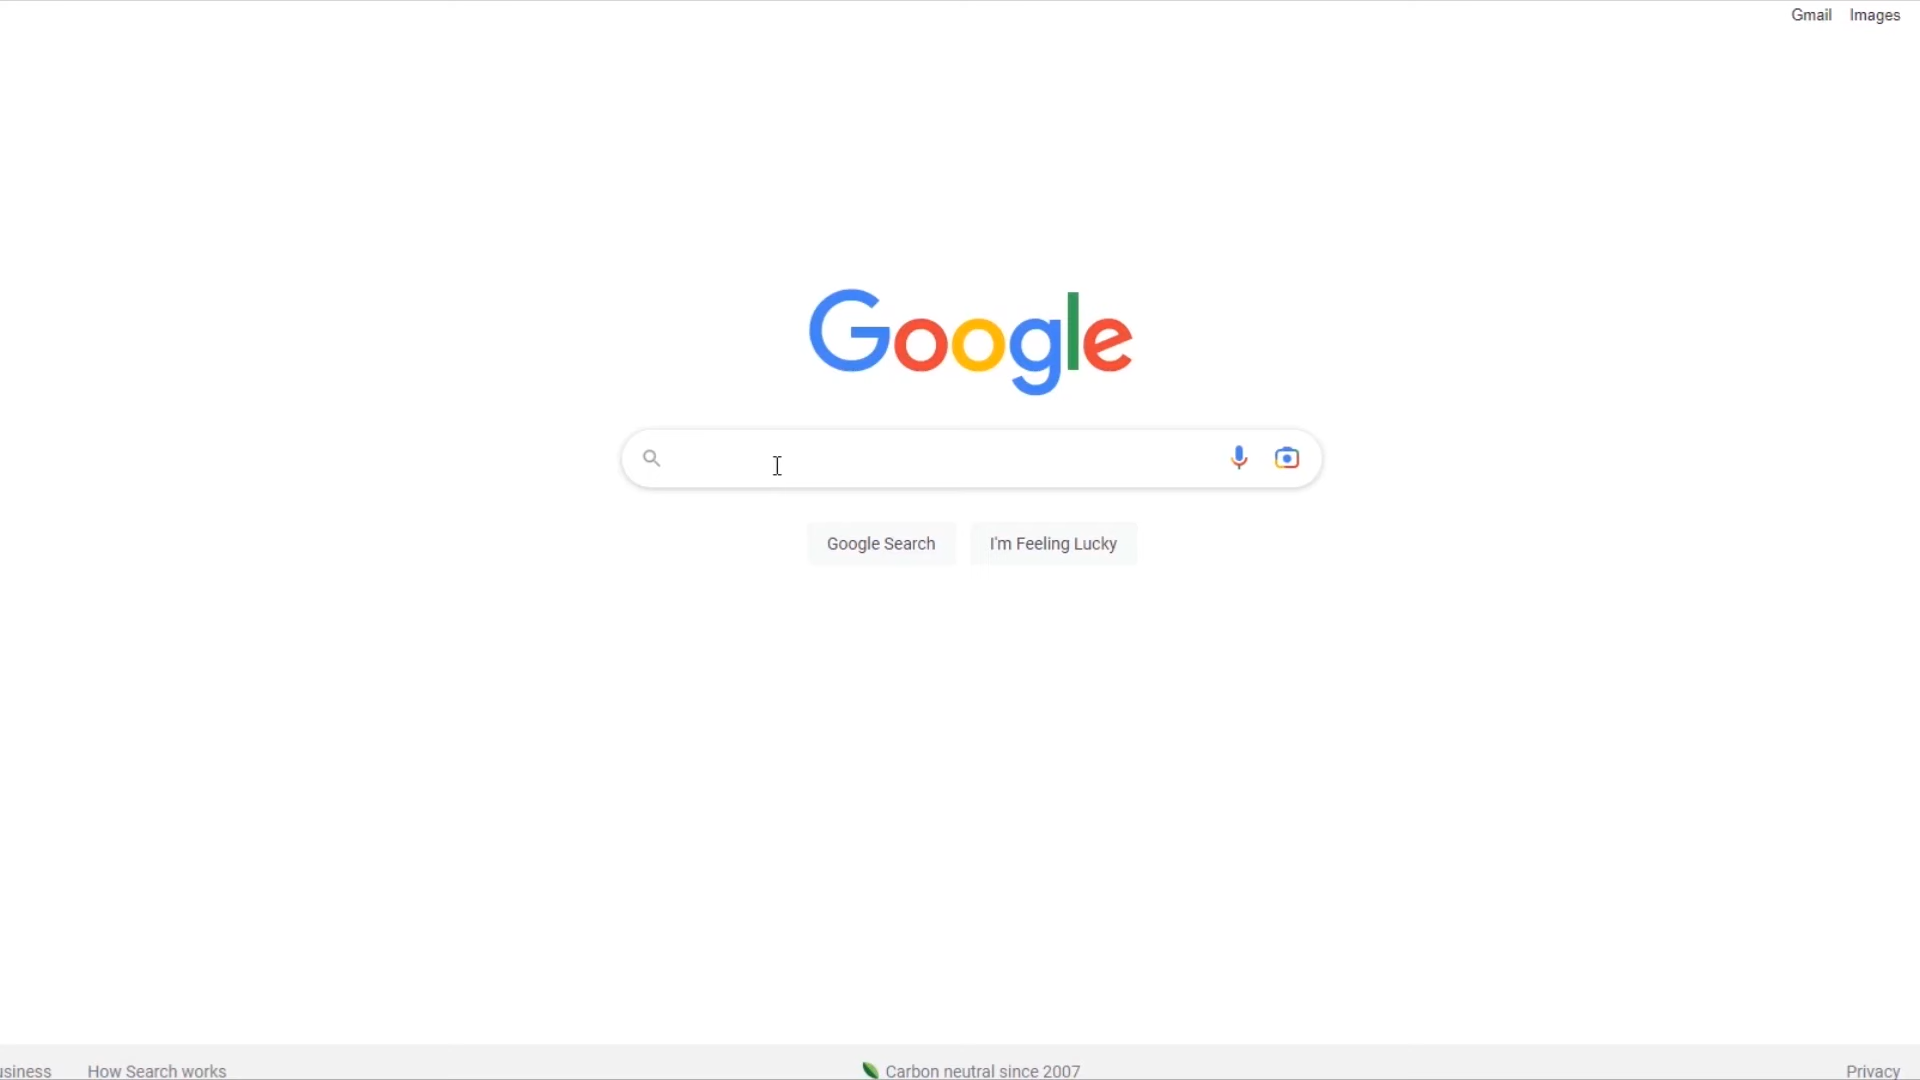 Gmail Images
Google
Google Search I'm Feeling Lucky
usiness How Search works Carbon neutral since 2007 Privacy